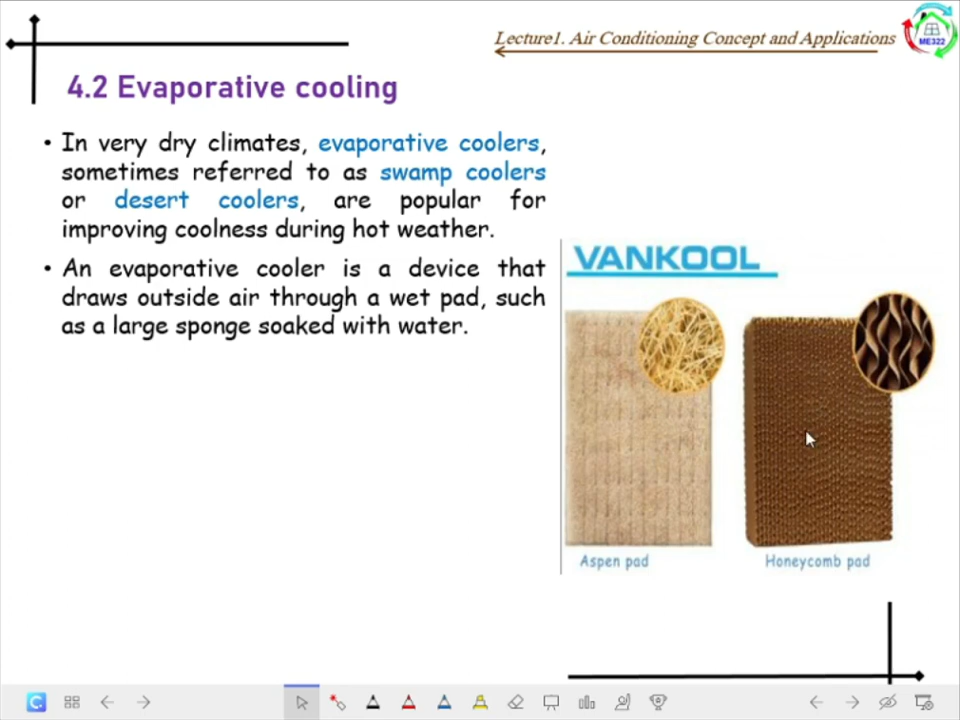 Lecture1. Air Conditioning Concept and Applications
ME322
4.2 Evaporative cooling
• In very dry climates, evaporative coolers,
sometimes referred to as swamp coolers
or desert coolers, are popular for
improving coolness during hot weather.
• An evaporative cooler is a device that
draws outside air through a wet pad, such
as a large sponge soaked with water.
VANKOOL
Aspen pad
Honeycomb pad